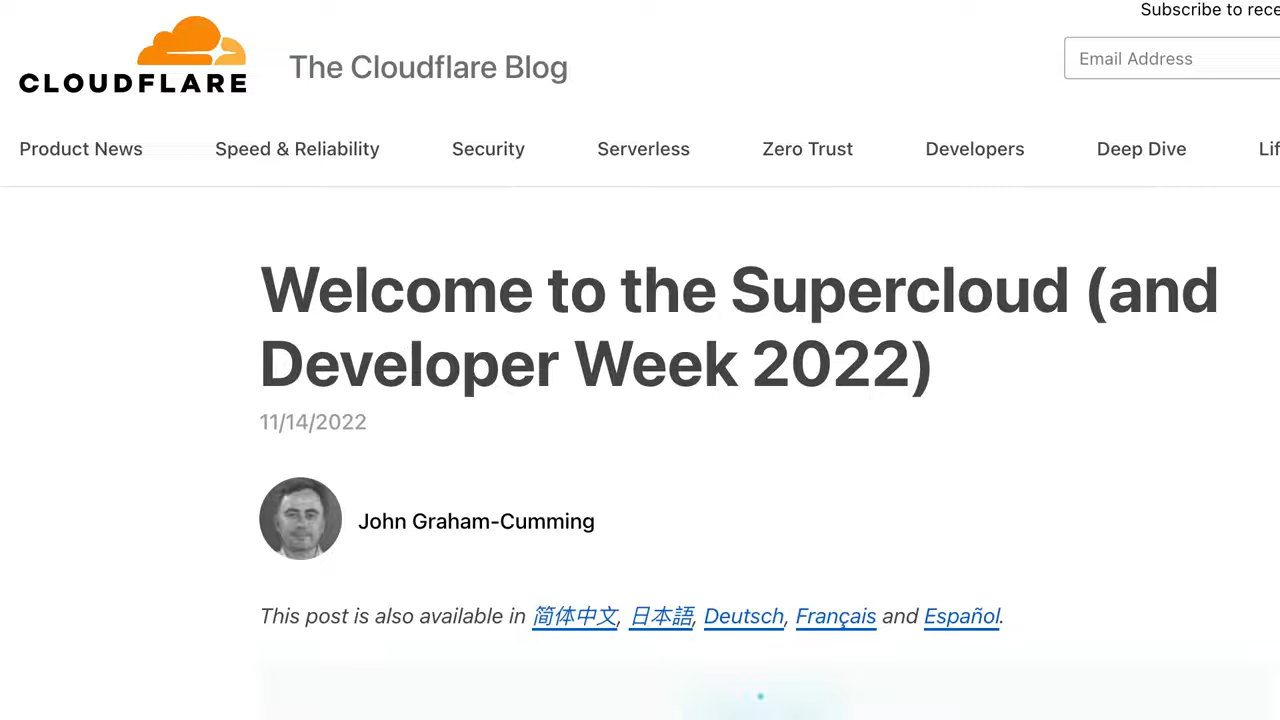 Subscribe to rece
CLOUDFLARE
The Cloudflare Blog
Email Address
Product News Speed & Reliability Security Serverless Zero Trust Developers Deep Dive Lif
Welcome to the Supercloud (and
Developer Week 2022)
11/14/2022
John Graham-Cumming
This post is also available in 简体中文, 日本語, Deutsch, Français and Español.